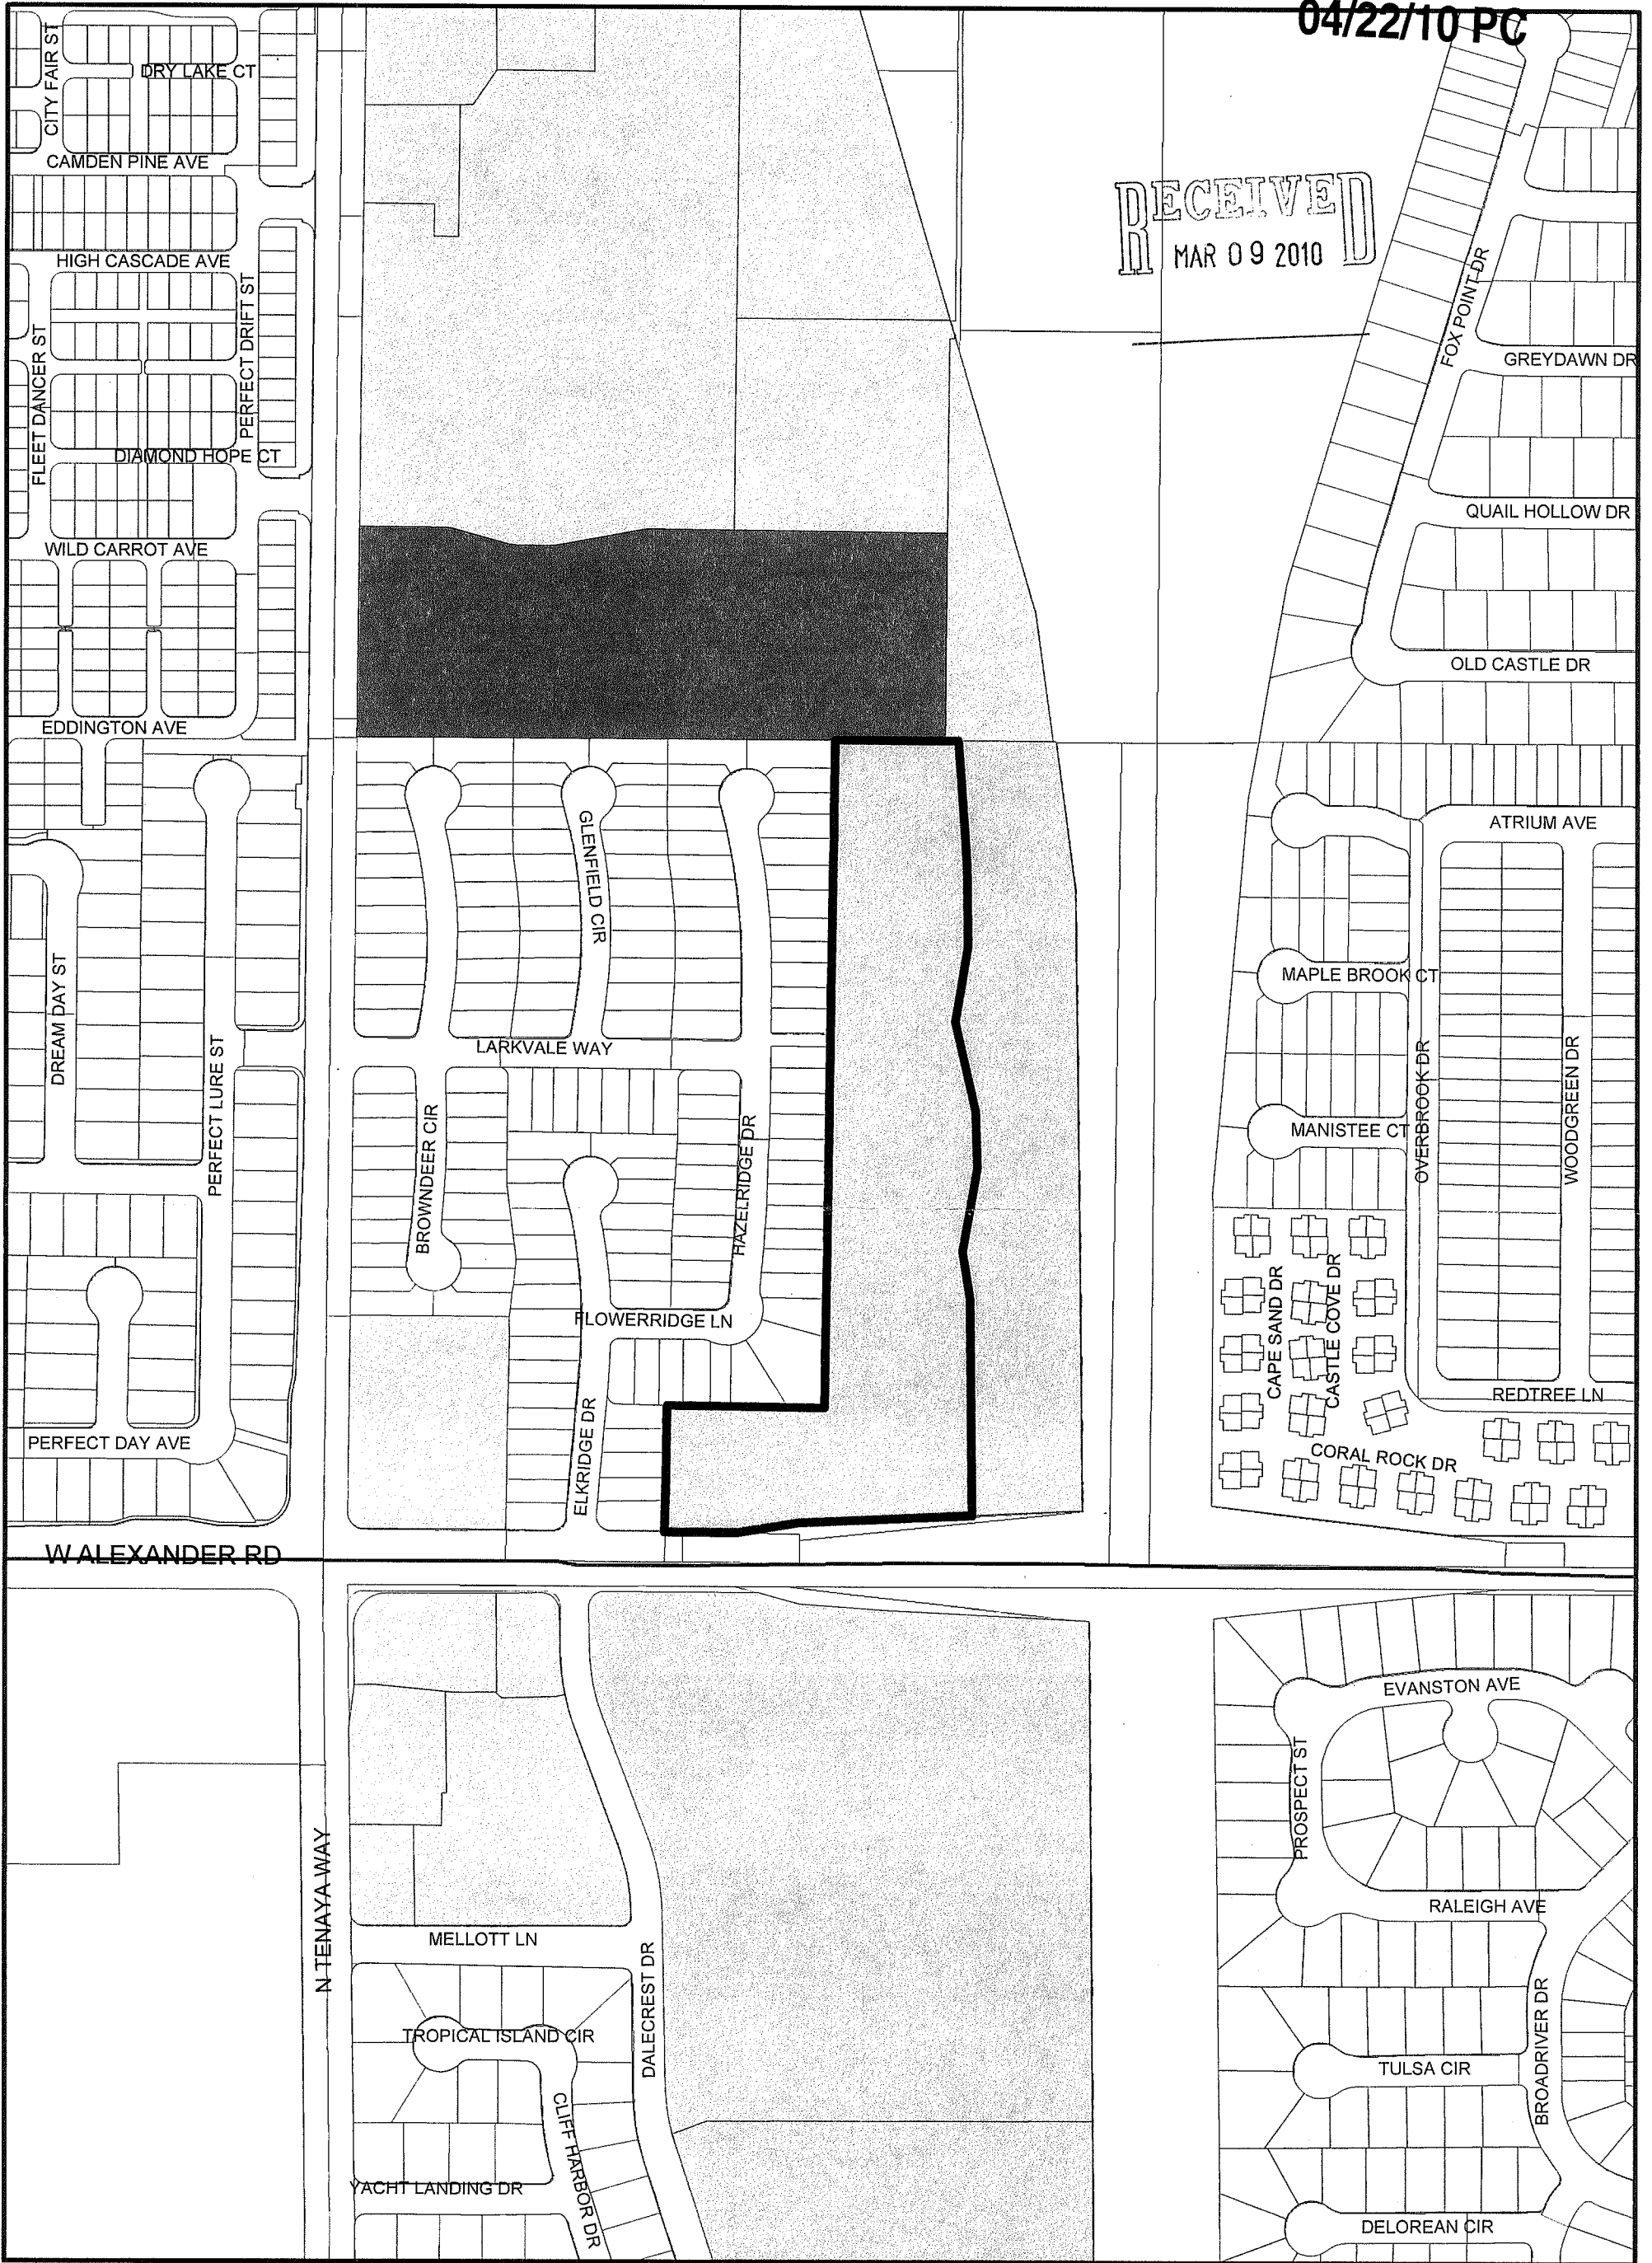 04/22/10 PC
CITY FAIR ST
DRY LAKE CT
CAMDEN PINE AVE
RECEIVED
MAR 09 2010
HIGH CASCADE AVE
PERFECT DRIFT ST
FLEET DANCER ST
FOX POINT DR
GREYDAWN DR
DIAMOND HOPE CT
QUAIL HOLLOW DR
WILD CARROT AVE
OLD CASTLE DR
EDDINGTON AVE
GLENFIELD CIR
ATRIUM AVE
MAPLE BROOK CT
DREAM DAY ST
PERFECT LURE ST
LARKVALE WAY
OVERBROOK DR
WOODGREEN DR
BROWNDEER CIR
HAZELRIDGE DR
MANISTEE CT
CAPE SAND DR
CASTLE COVE DR
FLOWERRIDGE LN
REDTREE LN
PERFECT DAY AVE
ELKRIDGE DR
CORAL ROCK DR
W ALEXANDER RD
EVANSTON AVE
PROSPECT ST
N TENAYA WAY
RALEIGH AVE
MELLOTT LN
DALECREST DR
TROPICAL ISLAND CIR
TULSA CIR
BROADRIVER DR
CLIFF HARBOR DR
YACHT LANDING DR
DELOREAN CIR